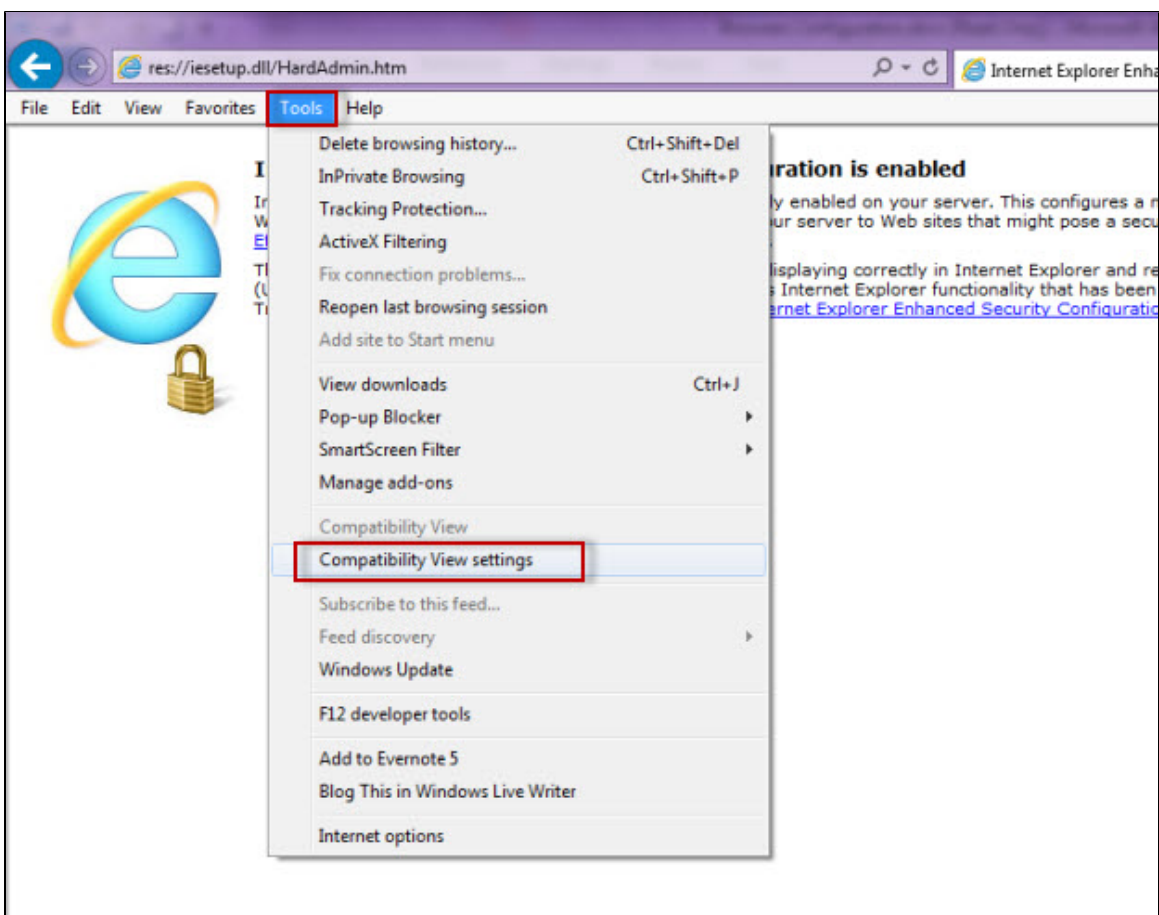 res://iesetup.dll/HardAdmin.htm
Internet Explorer Enha
File Edit View Favorites Tools Help
Delete browsing history... Ctrl+Shift+Del
InPrivate Browsing Ctrl+Shift+P
Tracking Protection...
ActiveX Filtering
Fix connection problems...
Reopen last browsing session
Add site to Start menu
View downloads Ctrl+J
Pop-up Blocker
SmartScreen Filter
Manage add-ons
Compatibility View
Compatibility View settings
Subscribe to this feed...
Feed discovery
Windows Update
F12 developer tools
Add to Evernote 5
Blog This in Windows Live Writer
Internet options
I
ration is enabled
ly enabled on your server. This configures a
ur server to Web sites that might pose a secu
isplaying correctly in Internet Explorer and re
s Internet Explorer functionality that has been
ernet Explorer Enhanced Security Configuratio